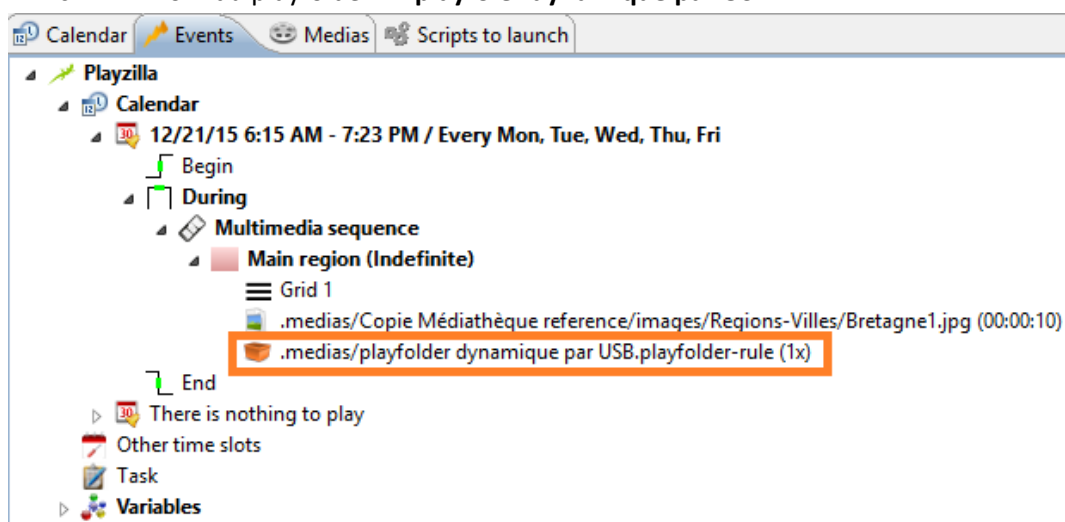 Calendar Events Medias Scripts to launch
Playzilla
Calendar
12/21/15 6:15 AM - 7:23 PM / Every Mon, Tue, Wed, Thu, Fri
Begin
During
Multimedia sequence
Main region (Indefinite)
Grid 1
.medias/Copie Médiathèque reference/images/Regions-Villes/Bretagne1.jpg (00:00:10)
.medias/playfolder dynamique par USB.playfolder-rule (1x)
End
There is nothing to play
Other time slots
Task
Variables